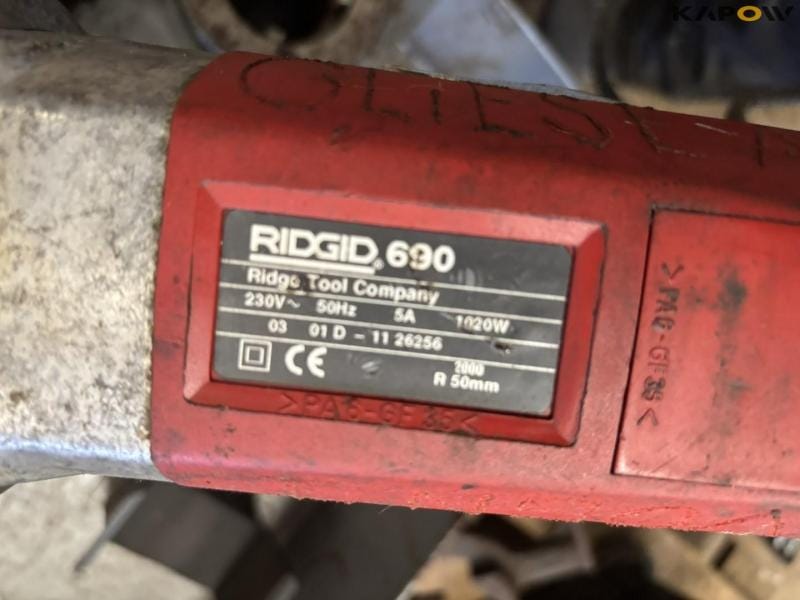 KAPOW
RIDGID® 690
Ridge Tool Company
230V~ 50Hz 5A 1020W
03 01 D - 11 26256
CE 2000
R 50mm
>PA6-GF35<
>PA6-GF35<